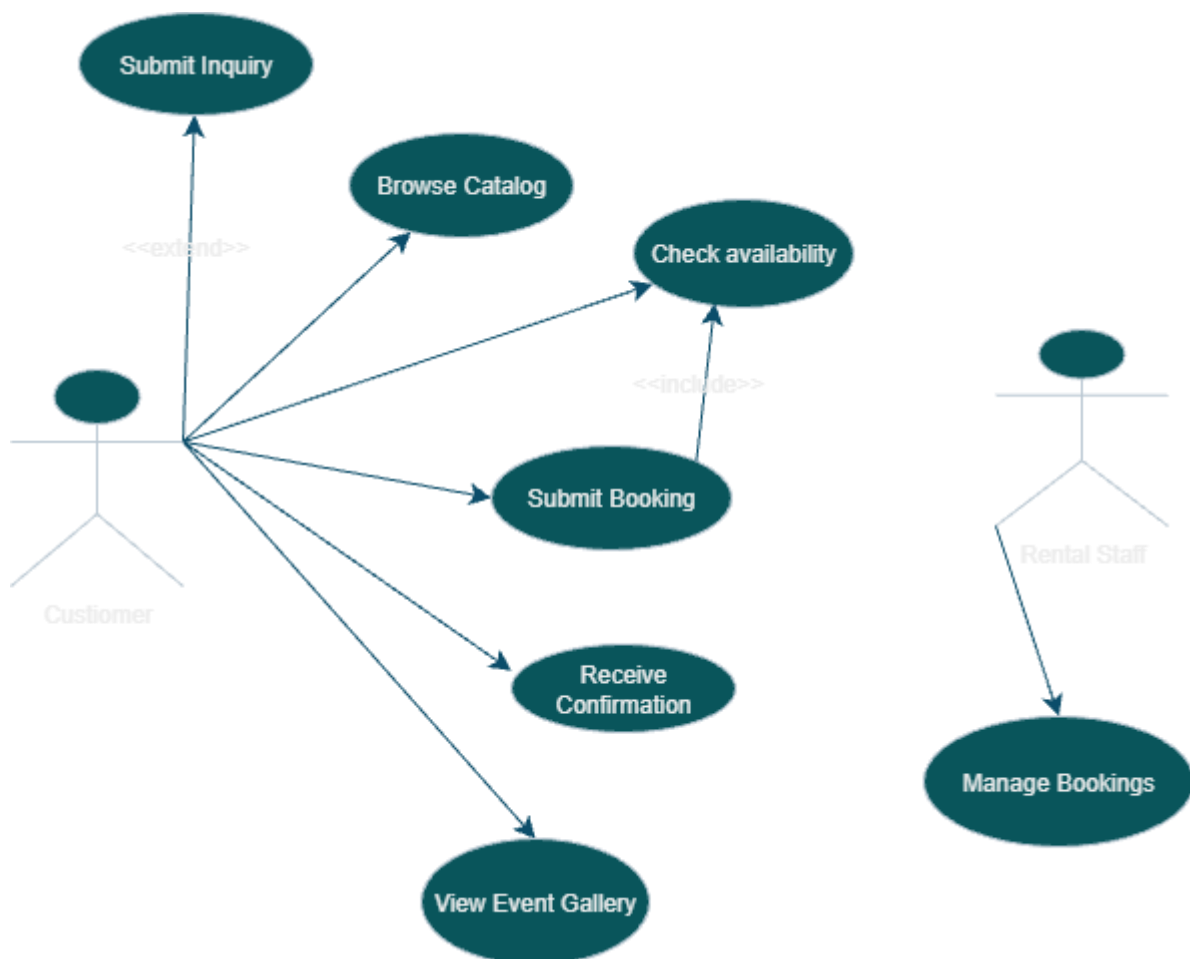 Submit Inquiry
Browse Catalog
Check availability
<<extend>>
<<include>>
Submit Booking
Rental Staff
Custiomer
Receive
Confirmation
Manage Bookings
View Event Gallery